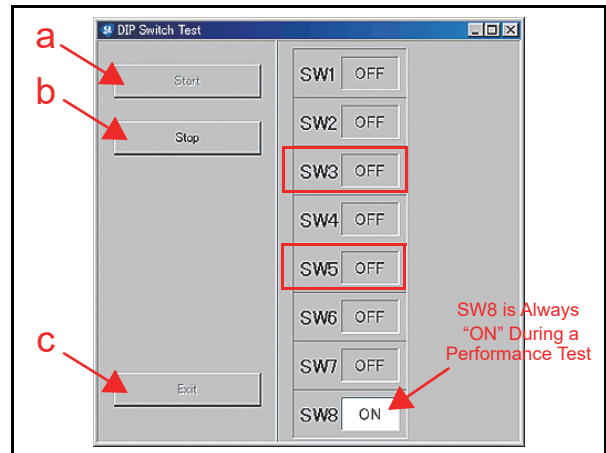 DIP Switch Test
a
Start
b
Stop
c
Exit
SW1 OFF
SW2 OFF
SW3 OFF
SW4 OFF
SW5 OFF
SW6 OFF
SW7 OFF
SW8 ON
SW8 is Always
“ON” During a
Performance Test